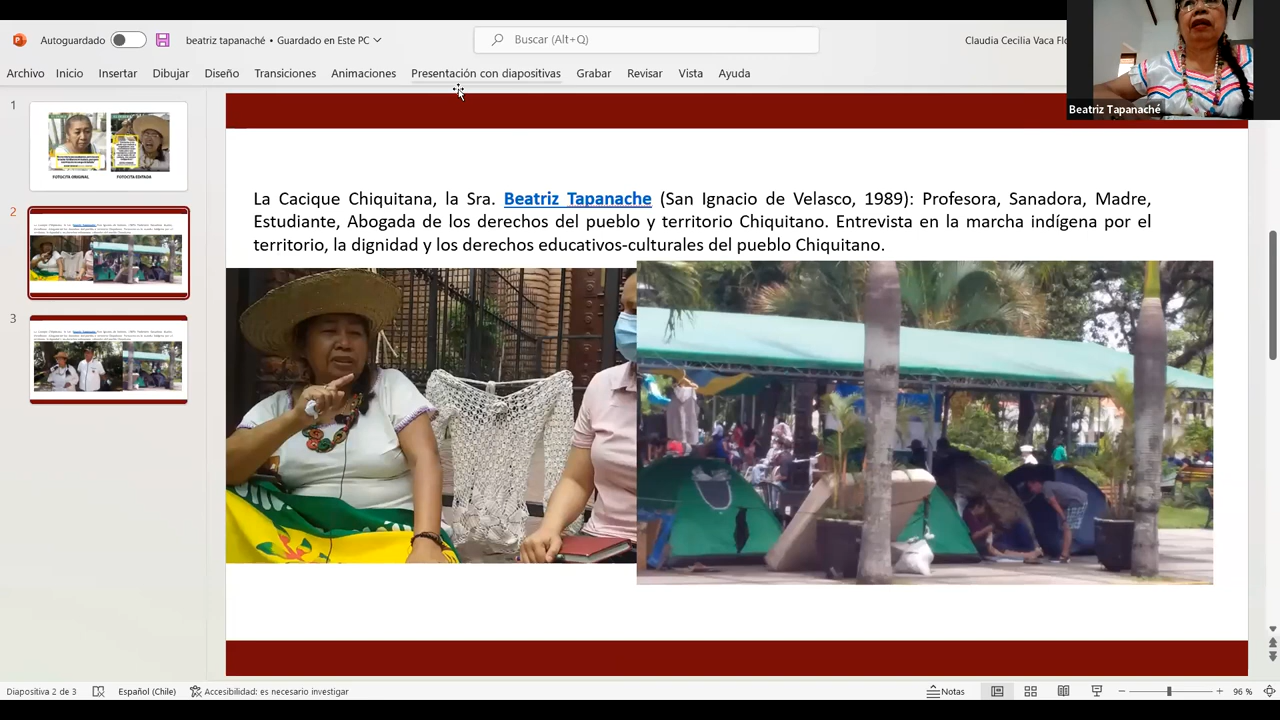 Autoguardado
beatriz tapanaché • Guardado en Este PC
Buscar (Alt+Q)
Claudia Cecilia Vaca
Archivo Inicio Insertar Dibujar Diseño Transiciones Animaciones Presentación con diapositivas Grabar Revisar Vista Ayuda
Beatriz Tapanaché
1
FOTOCITA ORIGINAL
FOTOCITA EDITADA
2
3
La Cacique Chiquitana, la Sra. Beatriz Tapanache (San Ignacio de Velasco, 1989): Profesora, Sanadora, Madre,
Estudiante, Abogada de los derechos del pueblo y territorio Chiquitano. Entrevista en la marcha indígena por el
territorio, la dignidad y los derechos educativos-culturales del pueblo Chiquitano.
Diapositiva 2 de 3
Español (Chile)
Accesibilidad: es necesario investigar
Notas
96 %